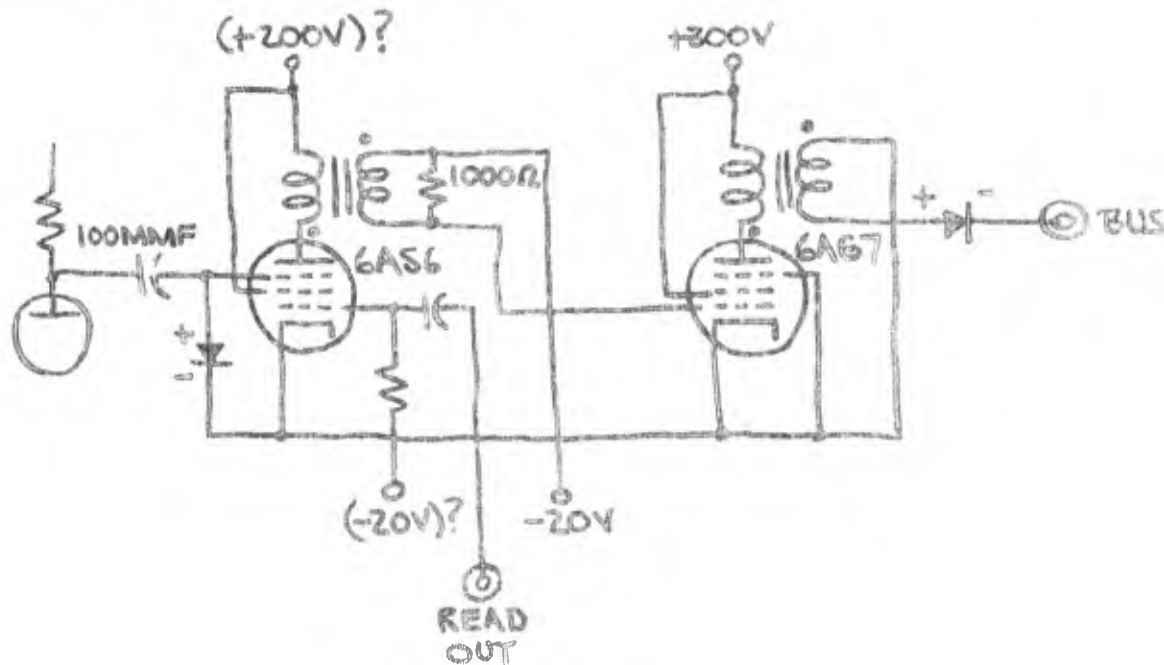 (+200V)?
+300V
1000Ω
100MMF
6AS6
6AG7
+
-
BUS
+
-
(-20V)?
-20V
READ
OUT